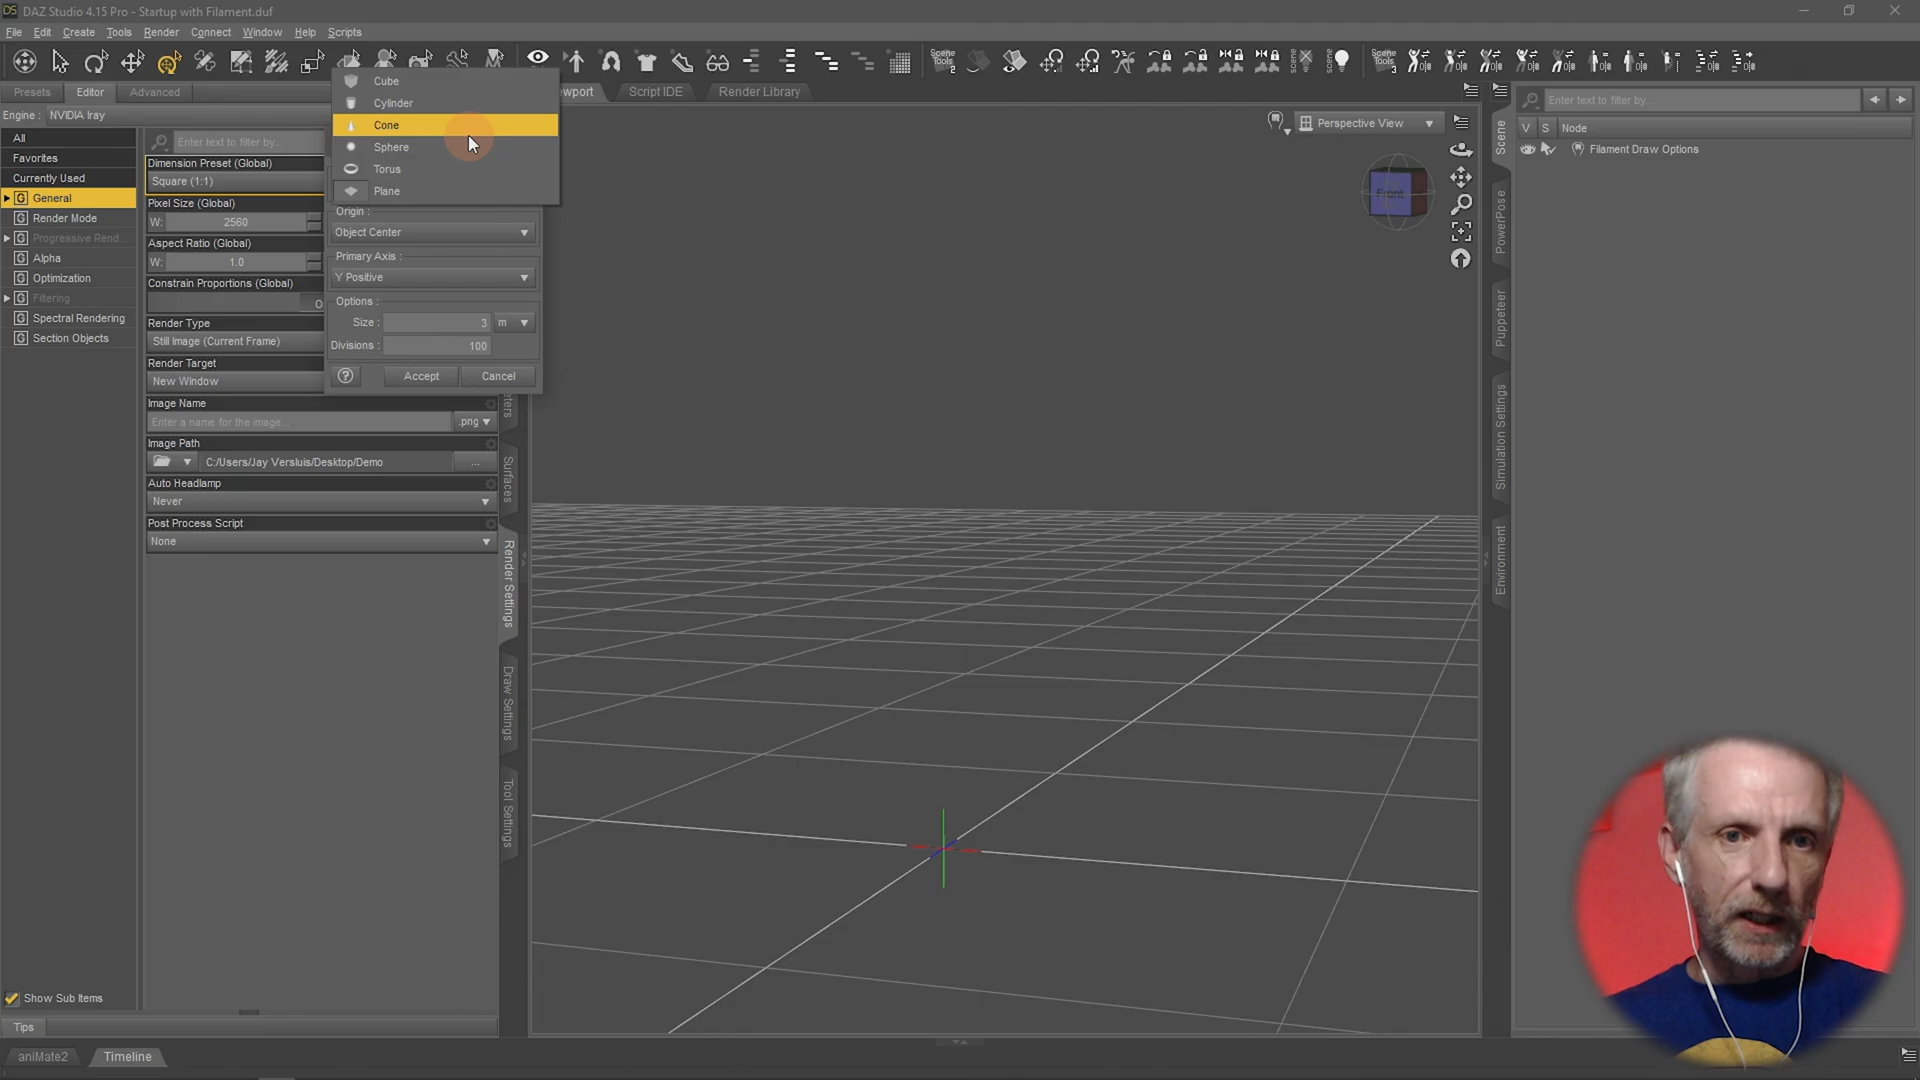 DAZ Studio 4.15 Pro - Startup with Filament.duf
File Edit Create Tools Render Connect Window Help Scripts
Scene Tools 2
Scene Tools 3
Presets Editor Advanced
Engine : NVIDIA Iray
All
Favorites
Currently Used
General
Render Mode
Progressive Rend...
Alpha
Optimization
Filtering
Spectral Rendering
Section Objects
Show Sub Items
Tips
Enter text to filter by...
Dimension Preset (Global)
Square (1:1)
Pixel Size (Global)
W: 2560
Aspect Ratio (Global)
W: 1.0
Constrain Proportions (Global)
Render Type
Still Image (Current Frame)
Render Target
New Window
Image Name
Enter a name for the image... .png
Image Path
C:/Users/Jay Versluis/Desktop/Demo ...
Auto Headlamp
Never
Post Process Script
None
Cube
Cylinder
Cone
Sphere
Torus
Plane
Origin :
Object Center
Primary Axis :
Y Positive
Options :
Size : 3 m
Divisions : 100
? Accept Cancel
Surfaces
Render Settings
Draw Settings
Tool Settings
Script IDE Render Library
Perspective View
Front
Scene
PowerPose
Puppeteer
Simulation Settings
Environment
Enter text to filter by...
V S Node
Filament Draw Options
aniMate2 Timeline